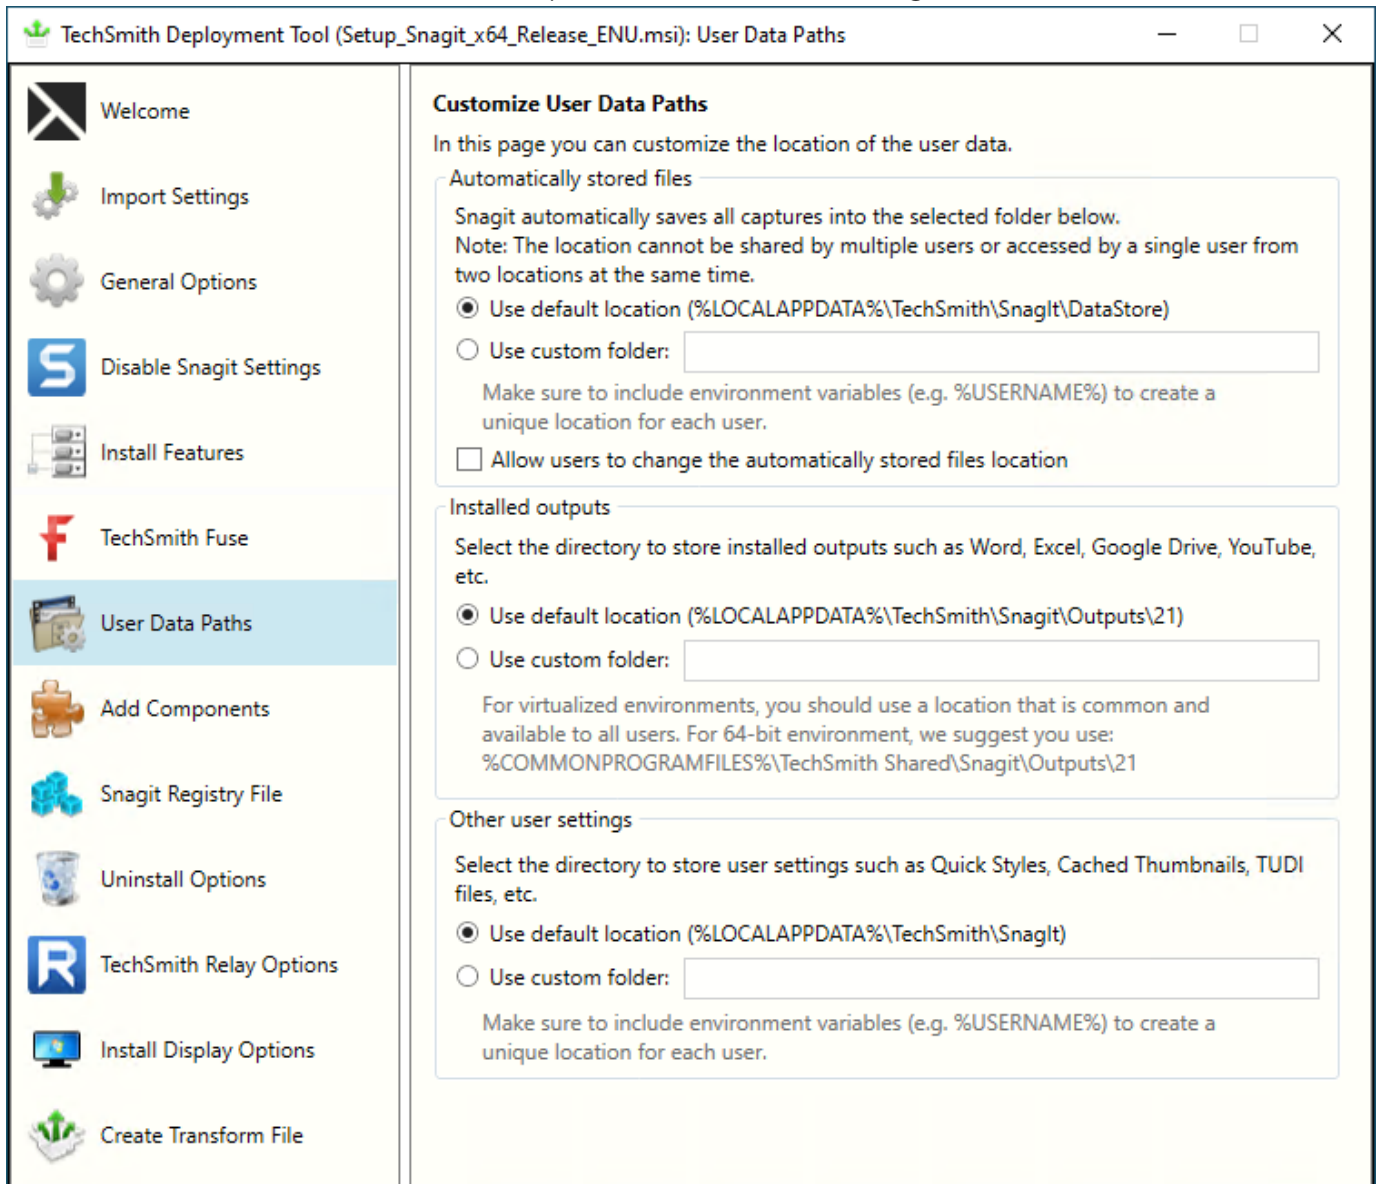 TechSmith Deployment Tool (Setup_Snagit_x64_Release_ENU.msi): User Data Paths
Welcome
Import Settings
General Options
Disable Snagit Settings
Install Features
TechSmith Fuse
User Data Paths
Add Components
Snagit Registry File
Uninstall Options
TechSmith Relay Options
Install Display Options
Create Transform File
Customize User Data Paths
In this page you can customize the location of the user data.
Automatically stored files
Snagit automatically saves all captures into the selected folder below.
Note: The location cannot be shared by multiple users or accessed by a single user from
two locations at the same time.
Use default location (%LOCALAPPDATA%\TechSmith\SnagIt\DataStore)
Use custom folder:
Make sure to include environment variables (e.g. %USERNAME%) to create a
unique location for each user.
Allow users to change the automatically stored files location
Installed outputs
Select the directory to store installed outputs such as Word, Excel, Google Drive, YouTube,
etc.
Use default location (%LOCALAPPDATA%\TechSmith\Snagit\Outputs\21)
Use custom folder:
For virtualized environments, you should use a location that is common and
available to all users. For 64-bit environment, we suggest you use:
%COMMONPROGRAMFILES%\TechSmith Shared\Snagit\Outputs\21
Other user settings
Select the directory to store user settings such as Quick Styles, Cached Thumbnails, TUDI
files, etc.
Use default location (%LOCALAPPDATA%\TechSmith\SnagIt)
Use custom folder:
Make sure to include environment variables (e.g. %USERNAME%) to create a
unique location for each user.